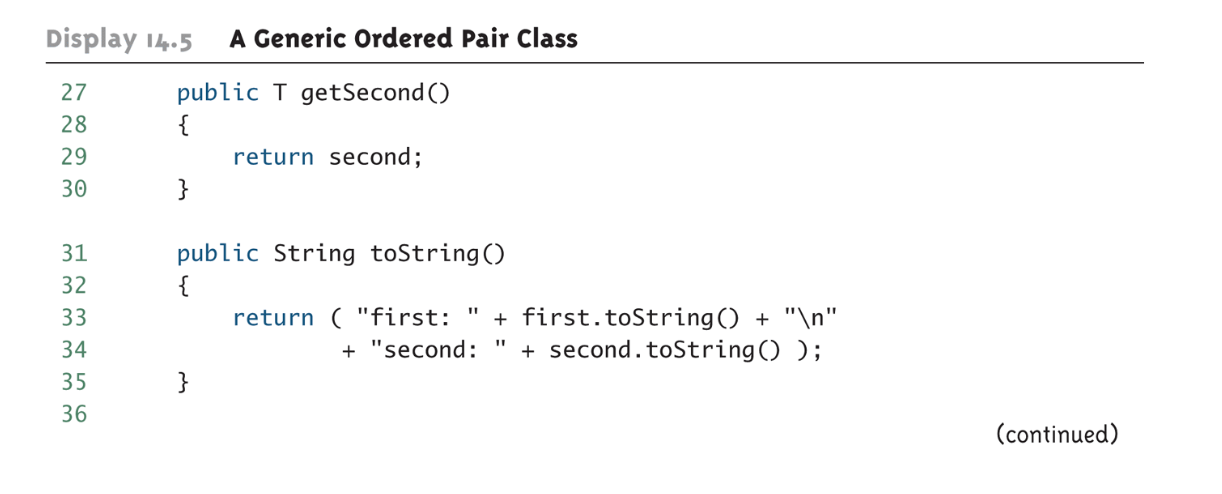 Display 14.5 A Generic Ordered Pair Class
27 public T getSecond()
28 {
29 return second;
30 }
31 public String toString()
32 {
33 return ( "first: " + first.toString() + "\n"
34 + "second: " + second.toString() );
35 }
36
(continued)